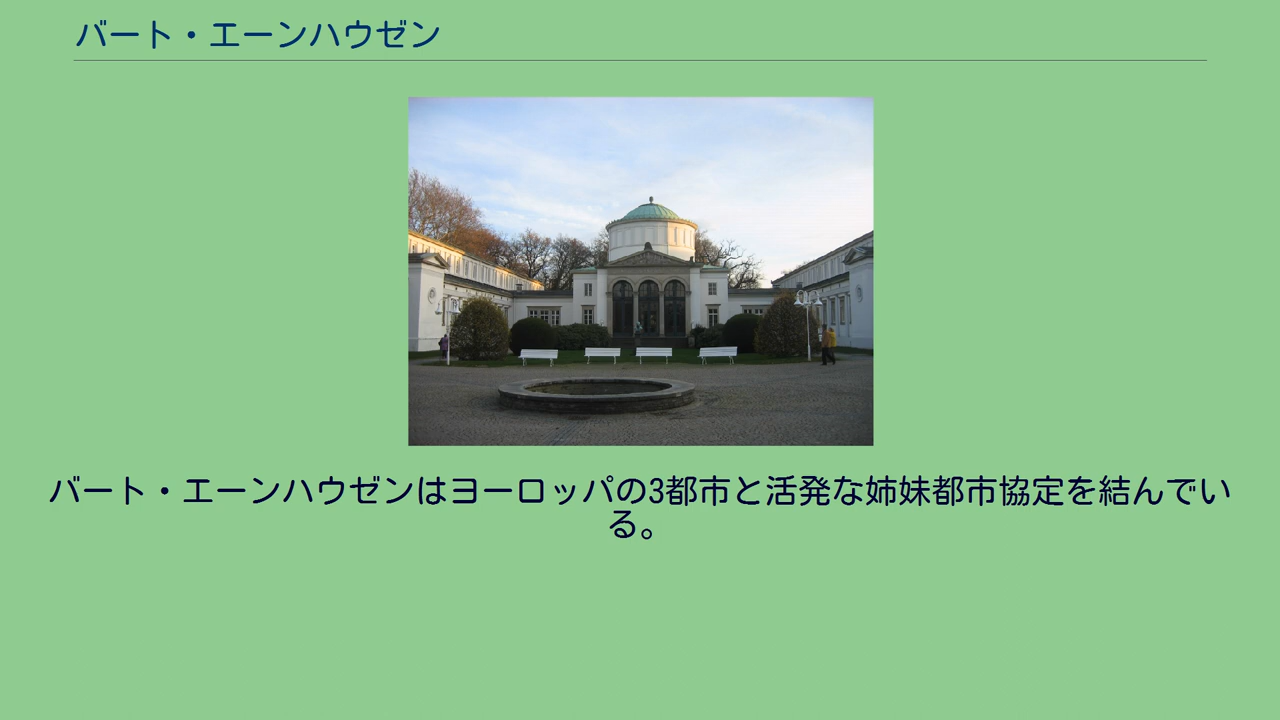 バート・エーンハウゼン
バート・エーンハウゼンはヨーロッパの3都市と活発な姉妹都市協定を結んでい
る。